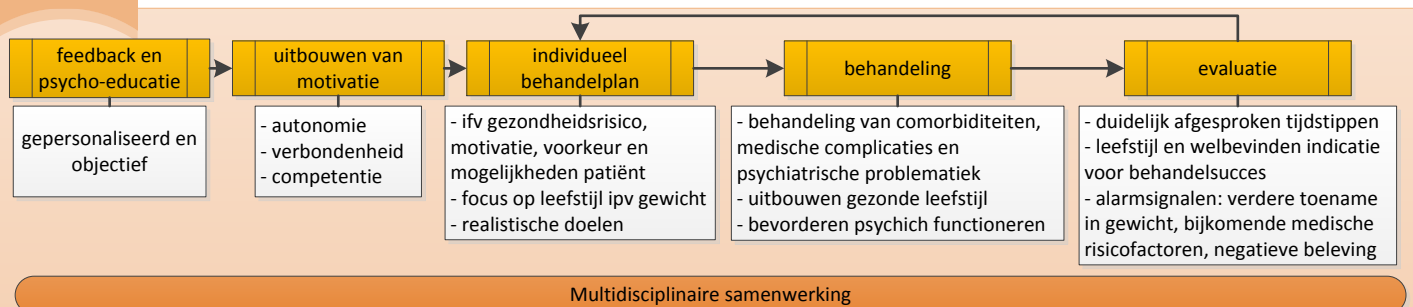 feedback en
psycho-educatie
gepersonaliseerd en
objectief
uitbouwen van
motivatie
- autonomie
- verbondenheid
- competentie
individueel
behandelplan
- ifv gezondheidsrisico,
motivatie, voorkeur en
mogelijkheden patiënt
- focus op leefstijl ipv gewicht
- realistische doelen
behandeling
- behandeling van comorbiditeiten,
medische complicaties en
psychiatrische problematiek
- uitbouwen gezonde leefstijl
- bevorderen psychich functioneren
evaluatie
- duidelijk afgesproken tijdstippen
- leefstijl en welbevinden indicatie
voor behandelsucces
- alarmsignalen: verdere toename
in gewicht, bijkomende medische
risicofactoren, negatieve beleving
Multidisciplinaire samenwerking